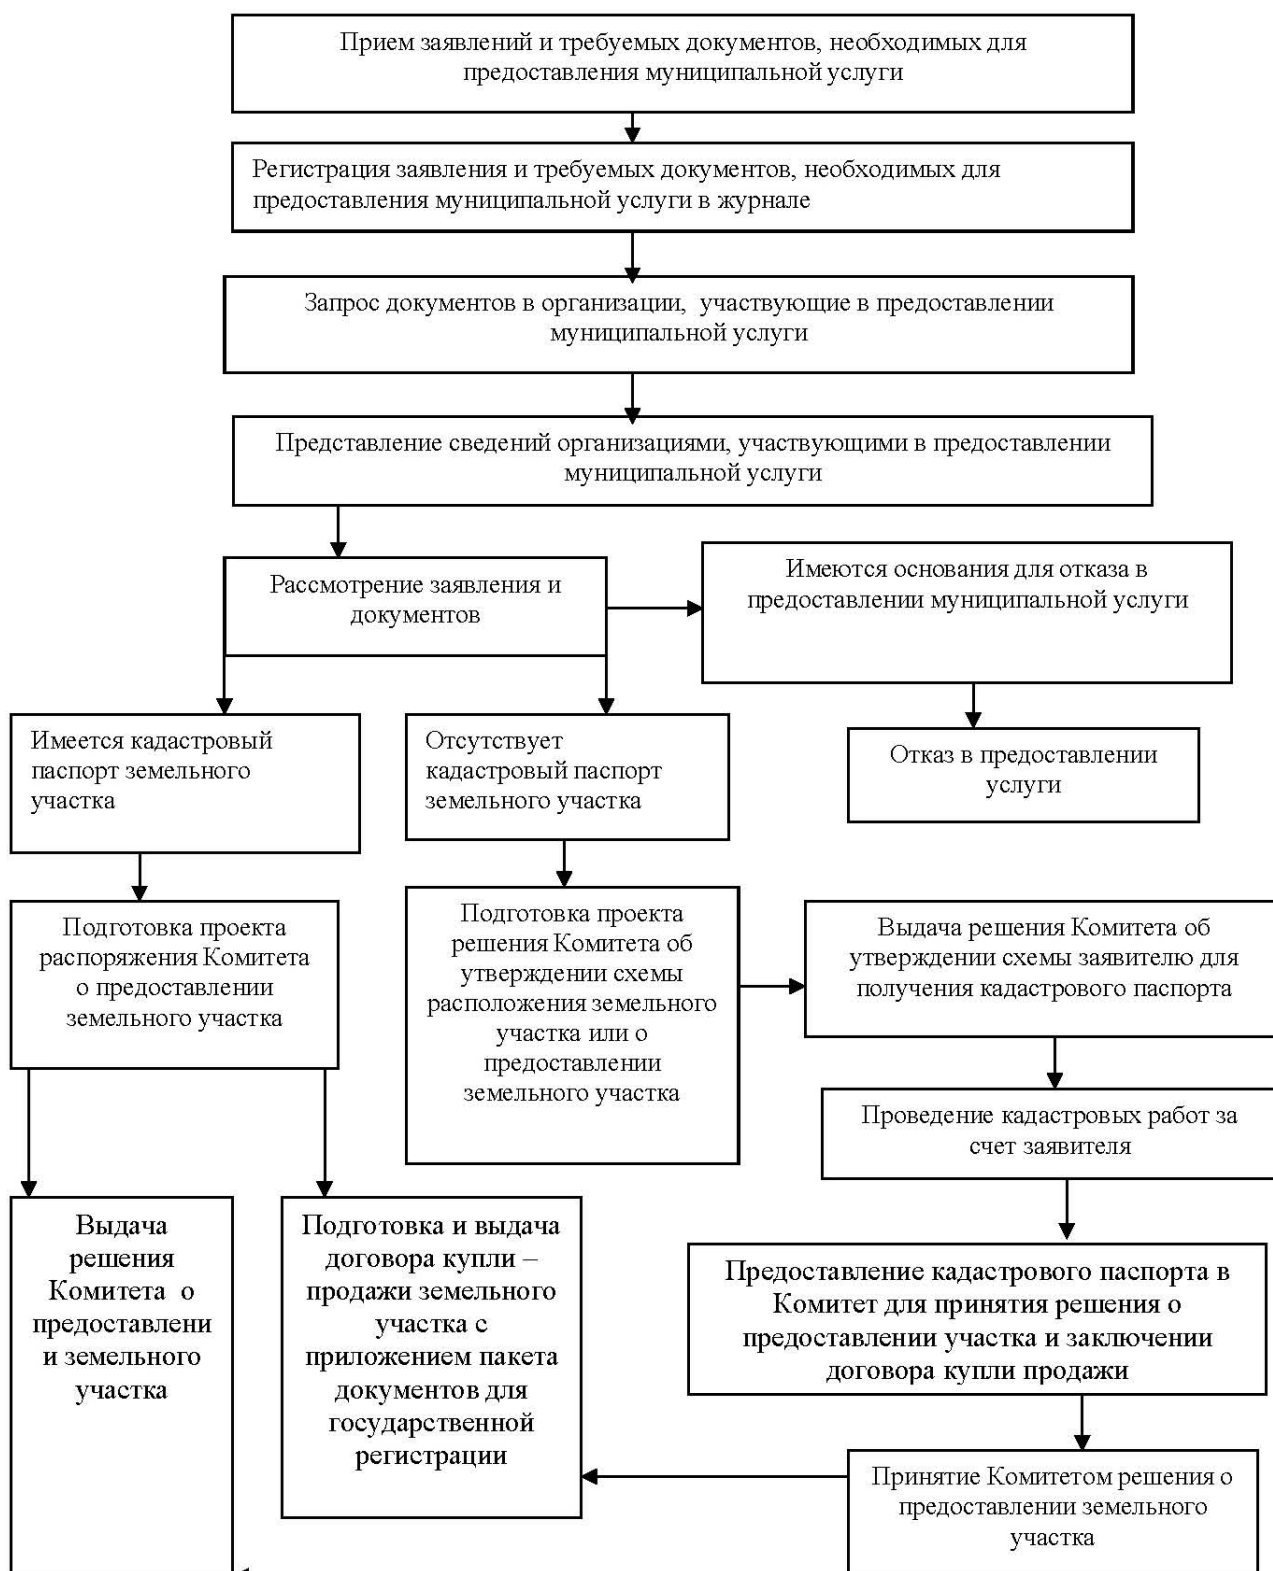 Прием заявлений и требуемых документов, необходимых для
предоставления муниципальной услуги
Регистрация заявления и требуемых документов, необходимых для
предоставления муниципальной услуги в журнале
Запрос документов в организации, участвующие в предоставлении
муниципальной услуги
Представление сведений организациями, участвующими в предоставлении
муниципальной услуги
Рассмотрение заявления и
документов
Имеются основания для отказа в
предоставлении муниципальной услуги
Имеется кадастровый
паспорт земельного
участка
Отсутствует
кадастровый паспорт
земельного участка
Отказ в предоставлении
услуги
Подготовка проекта
распоряжения Комитета
о предоставлении
земельного участка
Подготовка проекта
решения Комитета об
утверждении схемы
расположения земельного
участка или о
предоставлении
земельного участка
Выдача решения Комитета об
утверждении схемы заявителю для
получения кадастрового паспорта
Проведение кадастровых работ за
счет заявителя
Выдача
решения
Комитета о
предоставлени
и земельного
участка
Подготовка и выдача
договора купли –
продажи земельного
участка с
приложением пакета
документов для
государственной
регистрации
Предоставление кадастрового паспорта в
Комитет для принятия решения о
предоставлении участка и заключении
договора купли продажи
Принятие Комитетом решения о
предоставлении земельного
участка